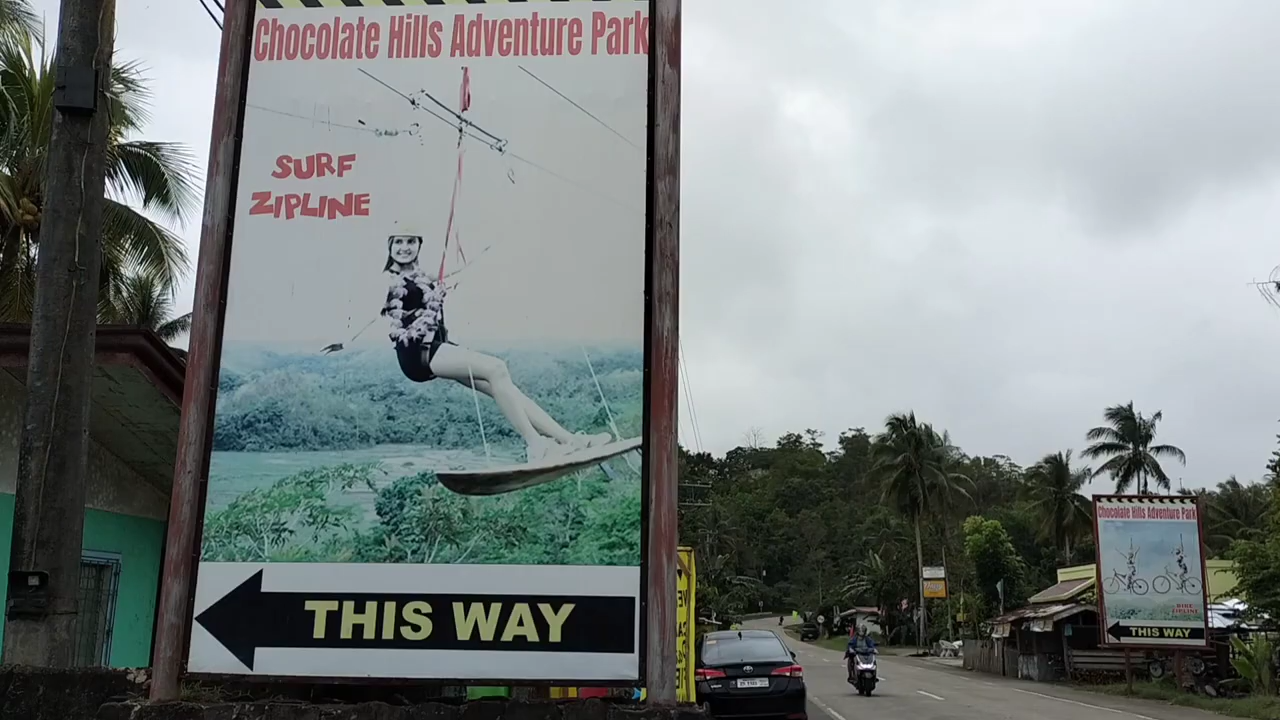 Chocolate Hills Adventure Park
SURF
ZIPLINE
THIS WAY
Chocolate Hills Adventure Park
BIKE
ZIPLINE
THIS WAY